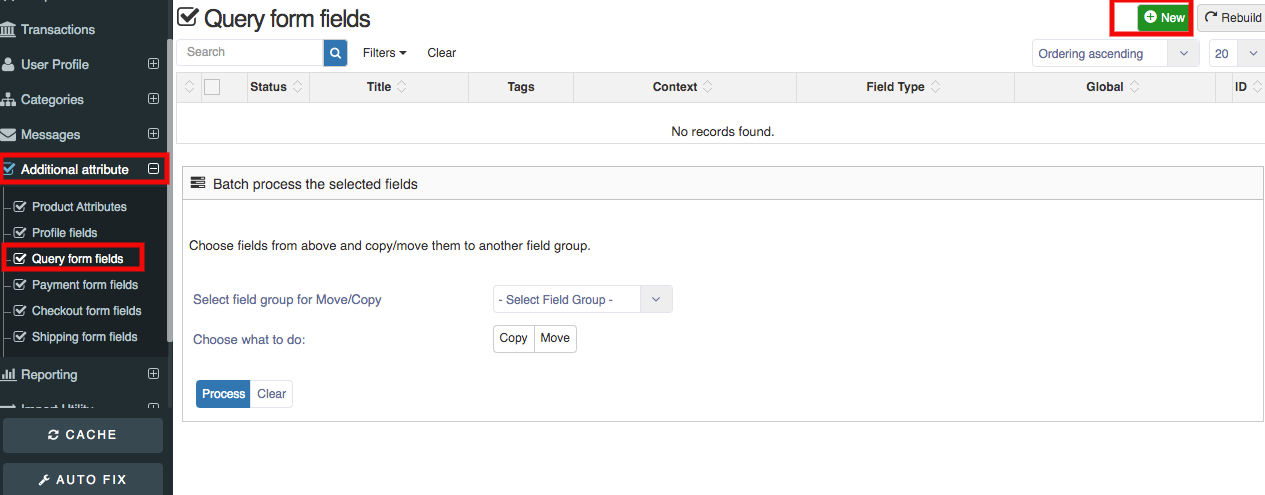 Transactions
User Profile
Categories
Messages
Additional attribute
Product Attributes
Profile fields
Query form fields
Payment form fields
Checkout form fields
Shipping form fields
Reporting
Import Utility
CACHE
AUTO FIX
Query form fields
New
Rebuild
Search
Filters
Clear
Ordering ascending
20
Status Title Tags Context Field Type Global ID
No records found.
Batch process the selected fields
Choose fields from above and copy/move them to another field group.
Select field group for Move/Copy
- Select Field Group -
Choose what to do:
Copy Move
Process Clear